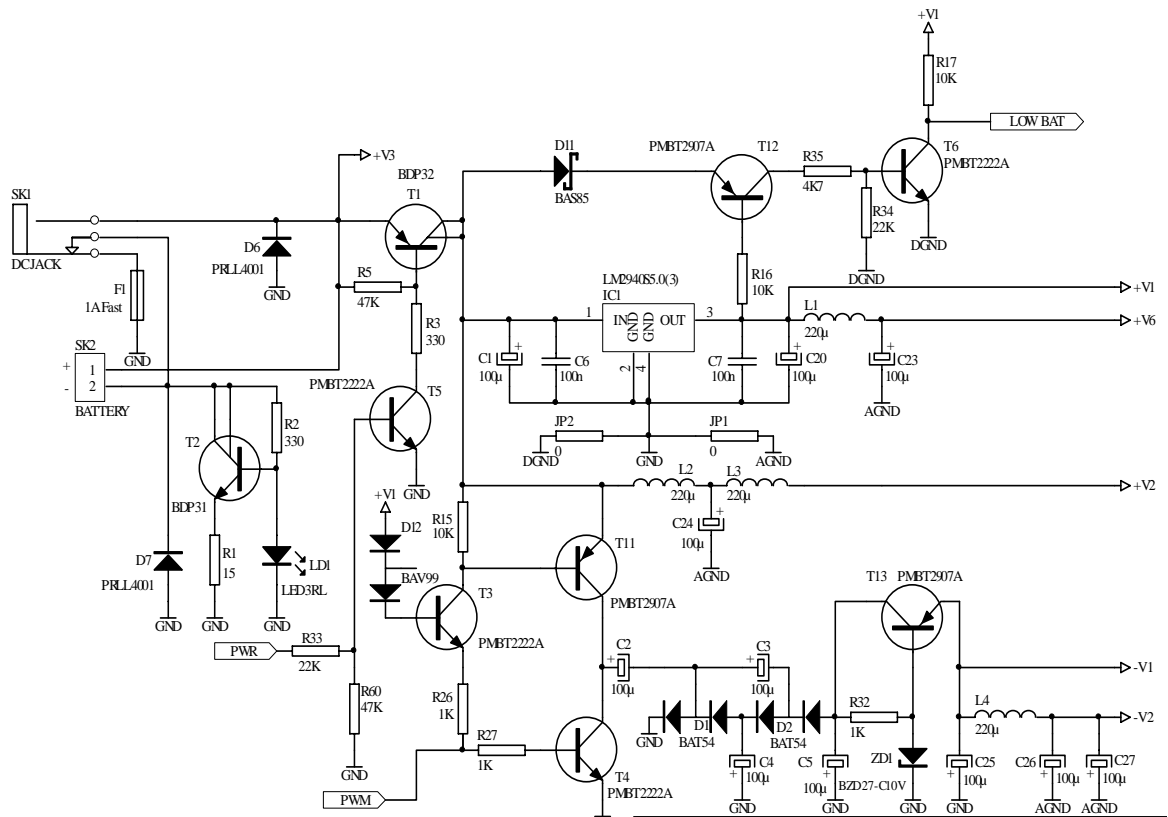 +V1
R17
10K
LOW BAT
T6
PMBT2222A
D11
BAS85
PMBT2907A
T12
R35
4K7
R34
22K
DGND
DGND
+V3
BDP32
T1
SK1
DCJACK
D6
PRLL4001
GND
F1
1AFast
GND
R5
47K
R3
330
R16
10K
LM2940S5.0(3)
IC1
1
IN
GND
GND
OUT
3
2
4
C1
+
100µ
C6
100n
C7
100n
C20
+
100µ
L1
220µ
C23
+
100µ
AGND
+V1
+V6
SK2
+
1
-
2
BATTERY
PMBT2222A
T5
GND
R2
330
T2
BDP31
R1
15
GND
D7
PRLL4001
GND
LD1
LED3RL
GND
JP2
0
DGND
GND
JP1
0
AGND
L2
220µ
L3
220µ
+V2
C24
+
100µ
AGND
+V1
D12
BAV99
R15
10K
T3
PMBT2222A
T11
PMBT2907A
T13
PMBT2907A
PWR
R33
22K
R60
47K
GND
R26
1K
R27
1K
PWM
T4
PMBT2222A
C2
+
100µ
C3
+
100µ
GND
D1
BAT54
D2
BAT54
C4
+
100µ
GND
C5
+
100µ
GND
R32
1K
ZD1
BZD27-C10V
GND
C25
+
100µ
GND
L4
220µ
C26
+
100µ
AGND
C27
+
100µ
AGND
-V1
-V2